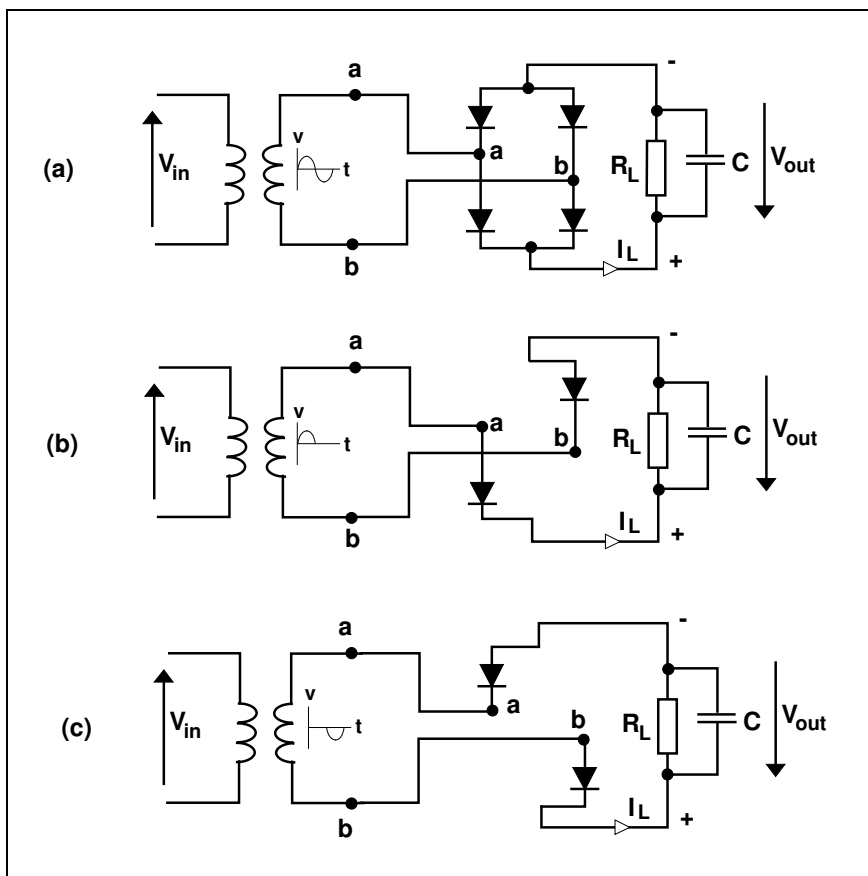 a
-
v
(a)
V_in
t
a
b
R_L
C
V_out
b
I_L
+
-
a
v
a
(b)
V_in
t
b
R_L
C
V_out
b
I_L
+
a
-
v
a
b
(c)
V_in
t
R_L
C
V_out
b
I_L
+